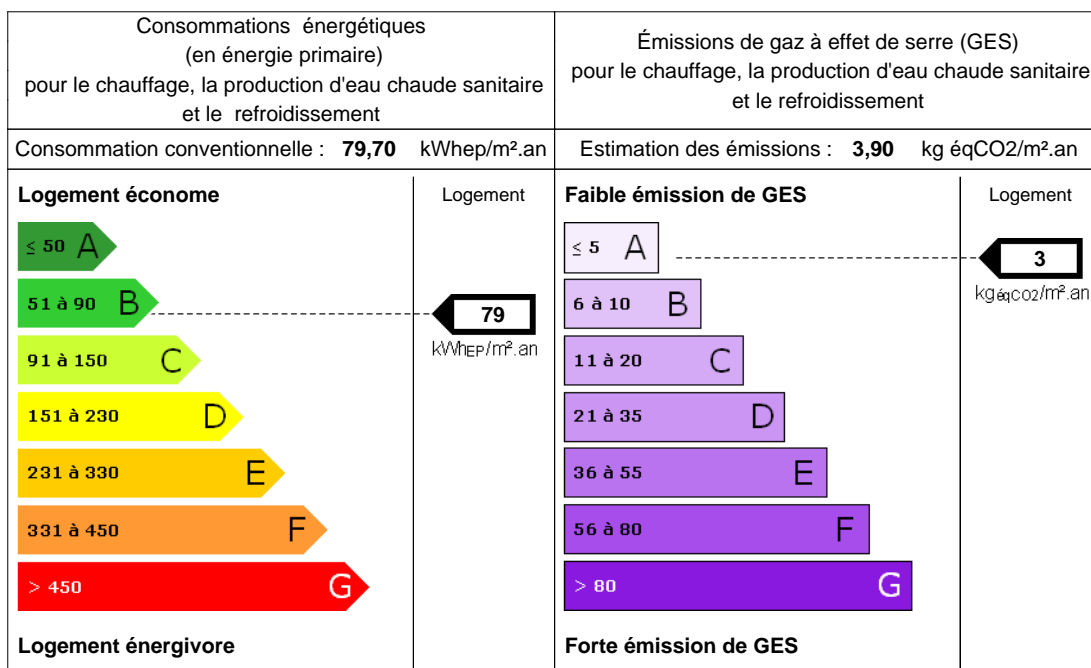 Consommations énergétiques
(en énergie primaire)
pour le chauffage, la production d'eau chaude sanitaire
et le refroidissement
Émissions de gaz à effet de serre (GES)
pour le chauffage, la production d'eau chaude sanitaire
et le refroidissement
Consommation conventionnelle : 79,70 kWhep/m².an
Estimation des émissions : 3,90 kg éqCO2/m².an
Logement économe
Logement
≤ 50 A
51 à 90 B
79
kWhEP/m².an
91 à 150 C
151 à 230 D
231 à 330 E
331 à 450 F
> 450 G
Logement énergivore
Faible émission de GES
Logement
≤ 5 A
3
kgéqCO2/m².an
6 à 10 B
11 à 20 C
21 à 35 D
36 à 55 E
56 à 80 F
> 80 G
Forte émission de GES